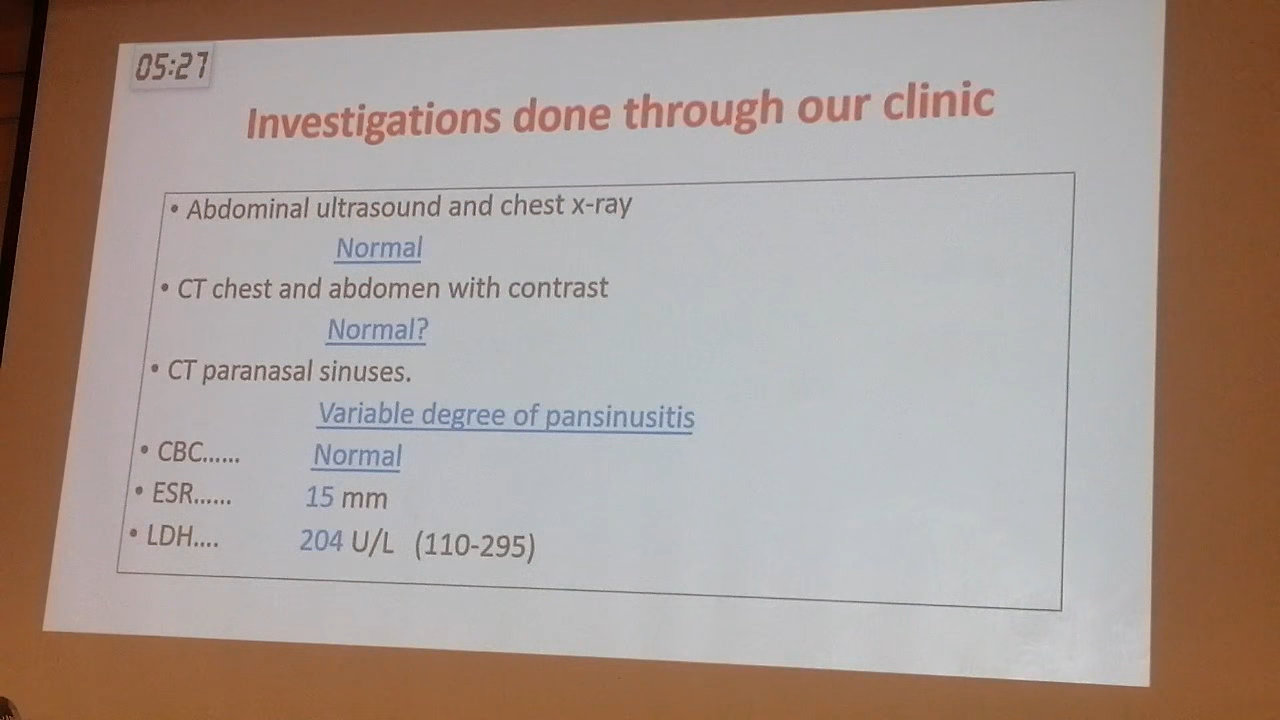 05:27
Investigations done through our clinic
• Abdominal ultrasound and chest x-ray
Normal
• CT chest and abdomen with contrast
Normal?
• CT paranasal sinuses.
Variable degree of pansinusitis
• CBC...... Normal
• ESR...... 15 mm
• LDH.... 204 U/L (110-295)